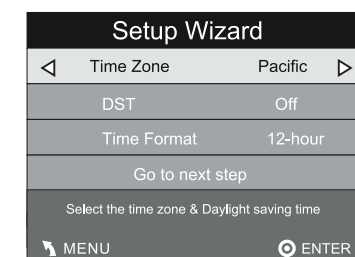 Setup Wizard
Time Zone Pacific
DST Off
Time Format 12-hour
Go to next step
Select the time zone & Daylight saving time
MENU ENTER